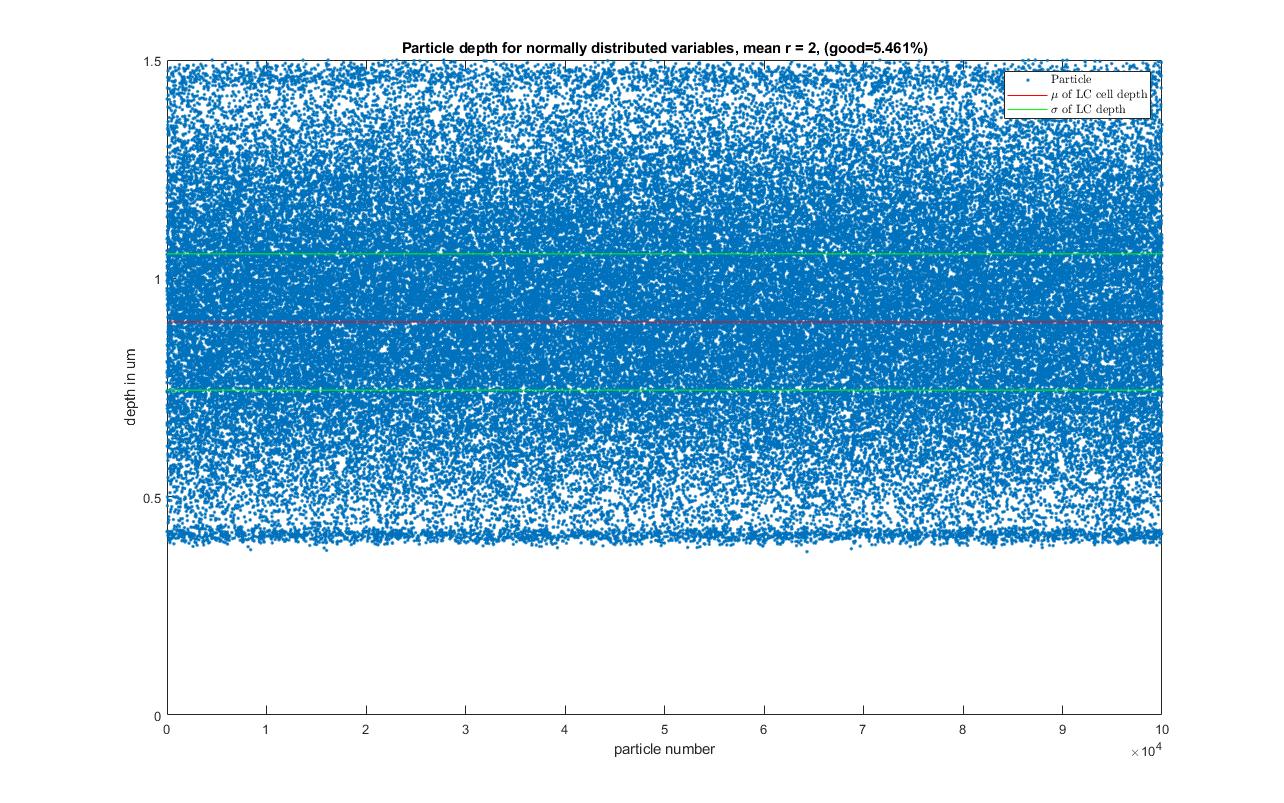 Particle depth for normally distributed variables, mean r = 2, (good=5.461%)
1.5
1
0.5
0
depth in um
Particle
μ of LC cell depth
σ of LC depth
0 1 2 3 4 5 6 7 8 9 10
particle number
×10⁴